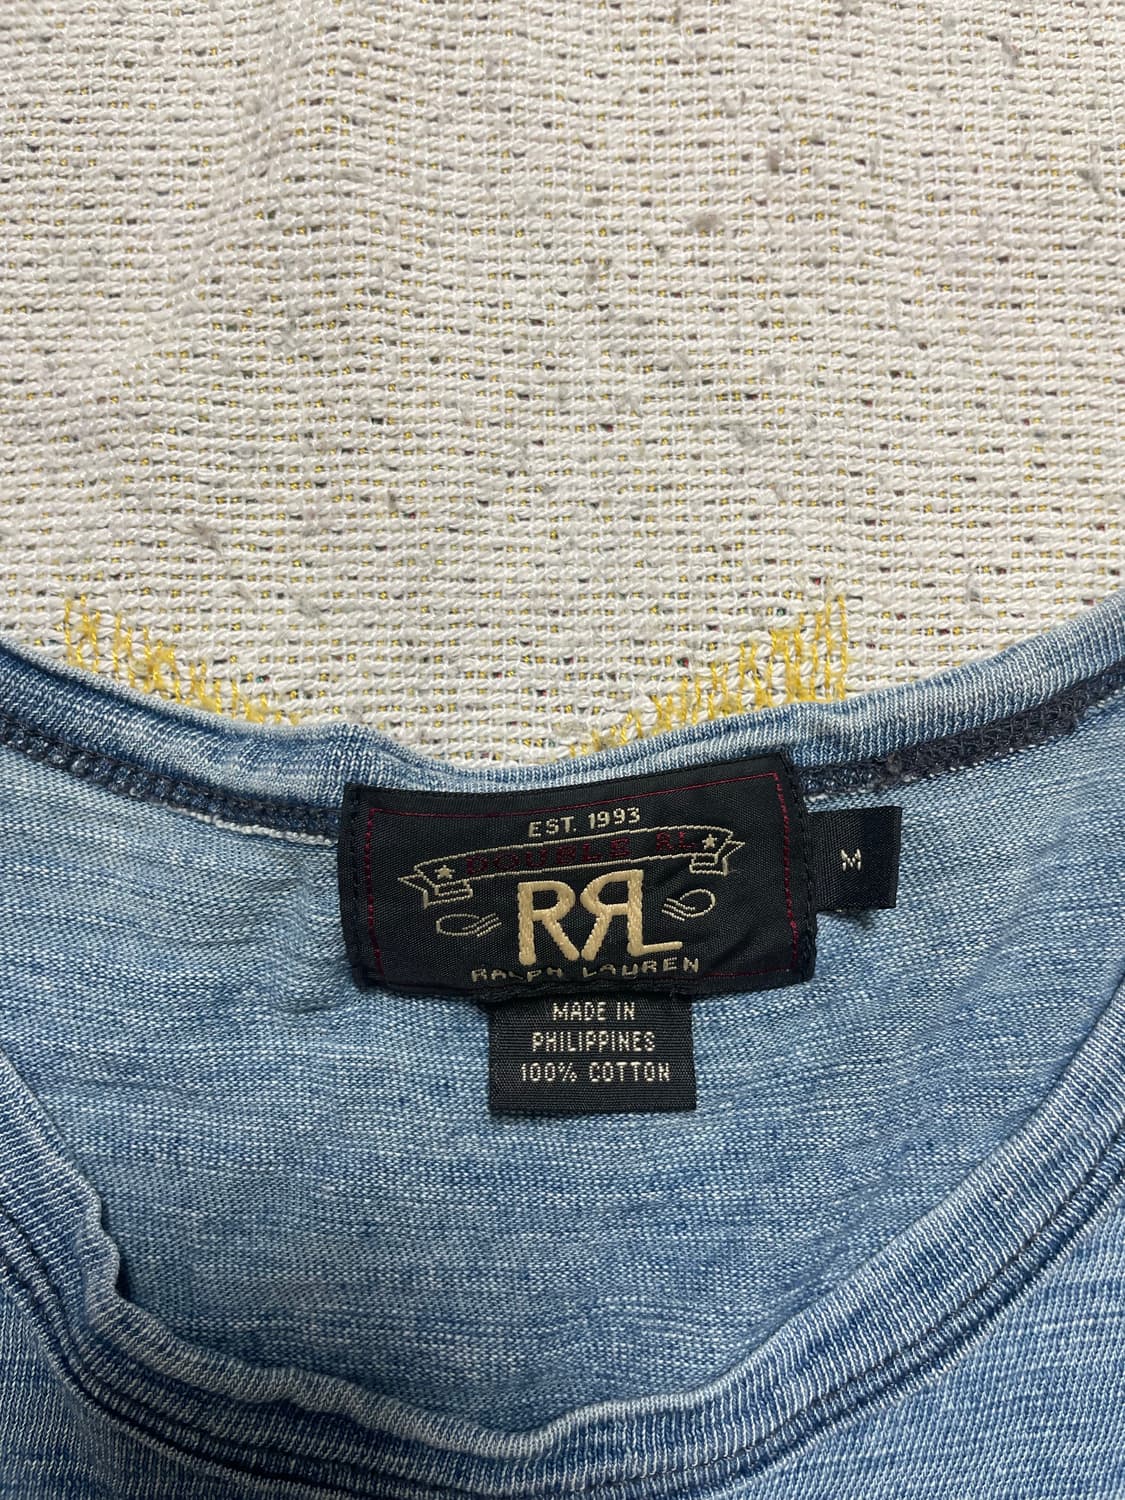 EST. 1993
DOUBLE RL
RRL
RALPH LAUREN
M
MADE IN
PHILIPPINES
100% COTTON